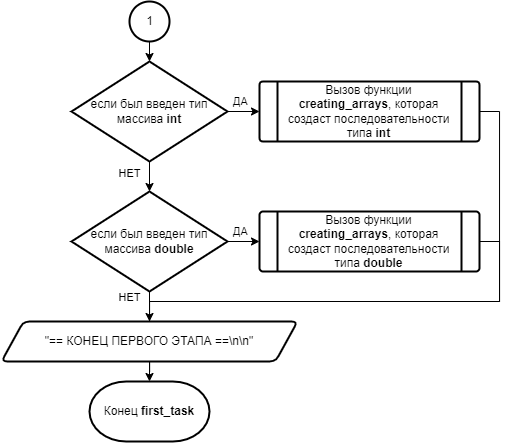 1
если был введен тип
массива int
ДА
Вызов функции
creating_arrays, которая
создаст последовательности
типа int
НЕТ
если был введен тип
массива double
ДА
Вызов функции
creating_arrays, которая
создаст последовательности
типа double
НЕТ
"== КОНЕЦ ПЕРВОГО ЭТАПА ==\n\n"
Конец first_task